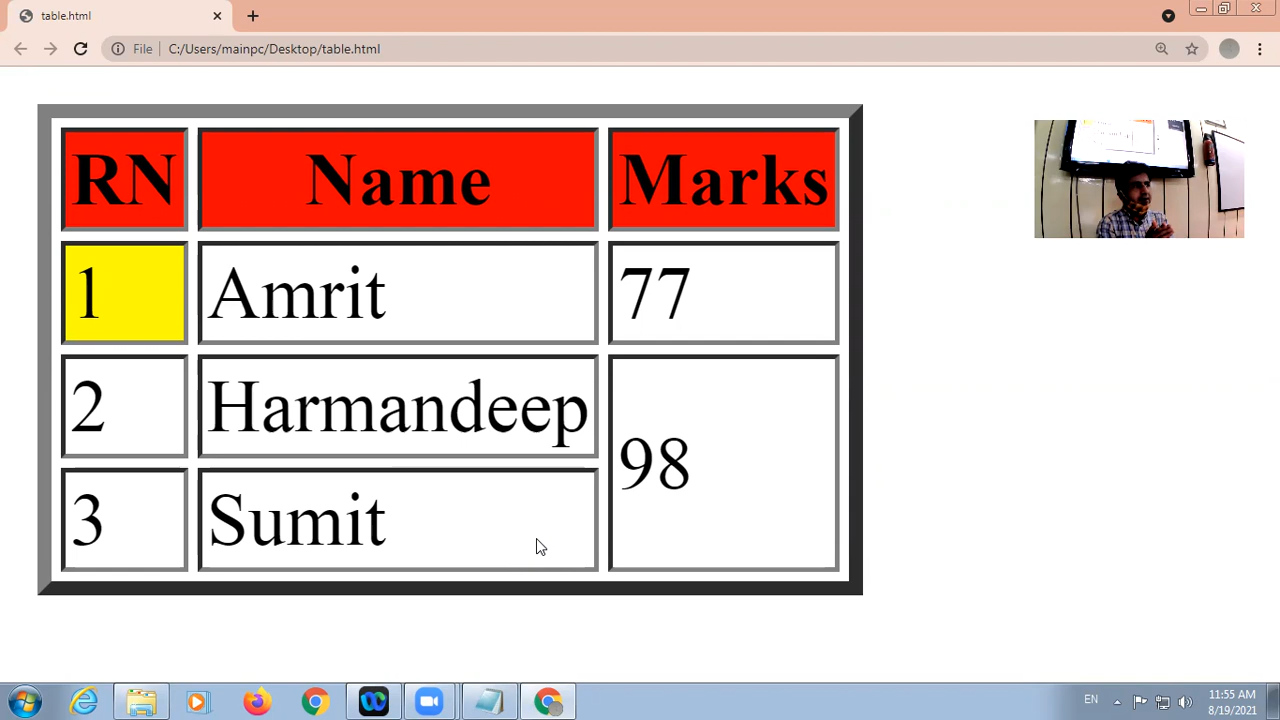 table.html
File C:/Users/mainpc/Desktop/table.html
RN Name Marks
1 Amrit 77
2 Harmandeep
98
3 Sumit
EN
11:55 AM
8/19/2021